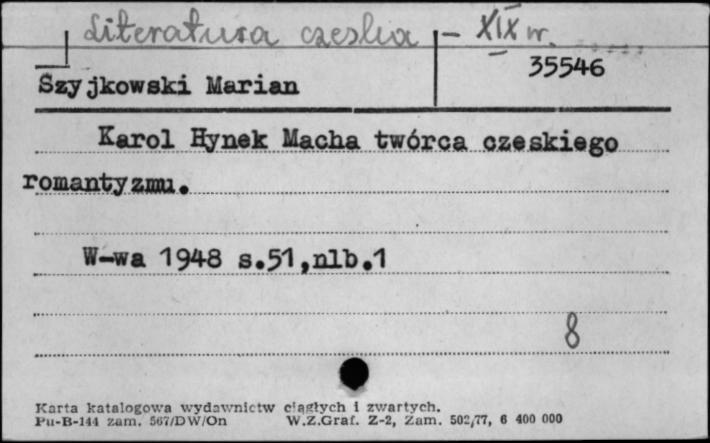 Literatura czeska - XIX w.
35546
Szyjkowski Marian
Karol Hynek Macha twórca czeskiego
romantyzmu.
W-wa 1948 s.51,nlb.1
8
Karta katalogowa wydawnictw ciągłych i zwartych.
Pu-B-144 zam. 567/DW/On W.Z.Graf. Z-2, Zam. 502/77, 6 400 000